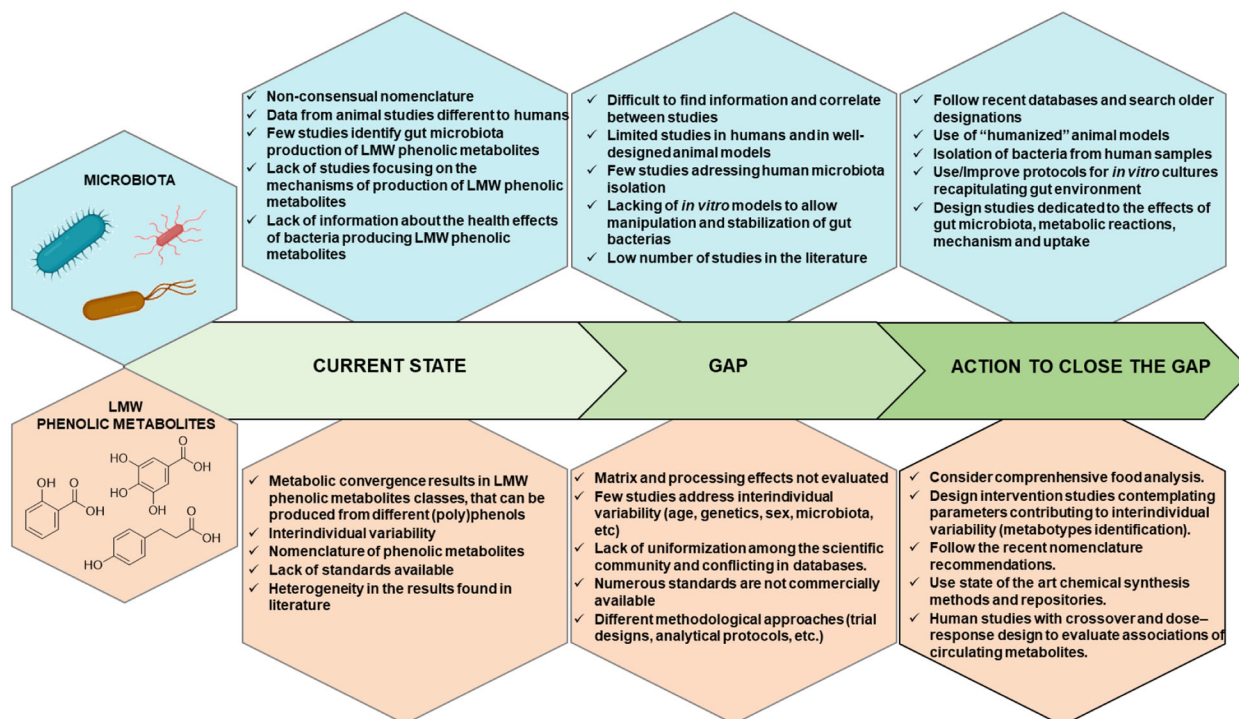 MICROBIOTA
✓ Non-consensual nomenclature
✓ Data from animal studies different to humans
✓ Few studies identify gut microbiota
production of LMW phenolic metabolites
✓ Lack of studies focusing on the
mechanisms of production of LMW phenolic
metabolites
✓ Lack of information about the health effects
of bacteria producing LMW phenolic
metabolites
✓ Difficult to find information and correlate
between studies
✓ Limited studies in humans and in well-
designed animal models
✓ Few studies adressing human microbiota
isolation
✓ Lacking of in vitro models to allow
manipulation and stabilization of gut
bacterias
✓ Low number of studies in the literature
✓ Follow recent databases and search older
designations
✓ Use of “humanized” animal models
✓ Isolation of bacteria from human samples
✓ Use/Improve protocols for in vitro cultures
recapitulating gut environment
✓ Design studies dedicated to the effects of
gut microbiota, metabolic reactions,
mechanism and uptake
CURRENT STATE
GAP
ACTION TO CLOSE THE GAP
LMW
PHENOLIC METABOLITES
OH
O
OH
HO
HO
OH
O
OH
HO
O
OH
✓ Metabolic convergence results in LMW
phenolic metabolites classes, that can be
produced from different (poly)phenols
✓ Interindividual variability
✓ Nomenclature of phenolic metabolites
✓ Lack of standards available
✓ Heterogeneity in the results found in
literature
✓ Matrix and processing effects not evaluated
✓ Few studies address interindividual
variability (age, genetics, sex, microbiota,
etc)
✓ Lack of uniformization among the scientific
community and conflicting in databases.
✓ Numerous standards are not commercially
available
✓ Different methodological approaches (trial
designs, analytical protocols, etc.)
✓ Consider comprehensive food analysis.
✓ Design intervention studies contemplating
parameters contributing to interindividual
variability (metabotypes identification).
✓ Follow the recent nomenclature
recommendations.
✓ Use state of the art chemical synthesis
methods and repositories.
✓ Human studies with crossover and dose–
response design to evaluate associations of
circulating metabolites.